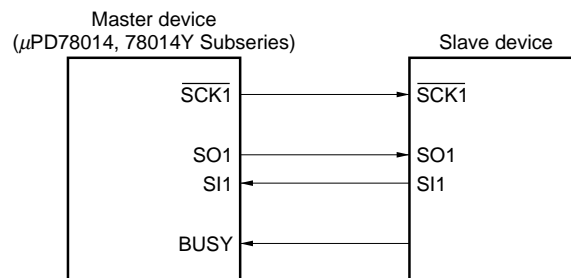 Master device
(μPD78014, 78014Y Subseries)
Slave device
SCK1 SCK1
SO1 SO1
SI1 SI1
BUSY